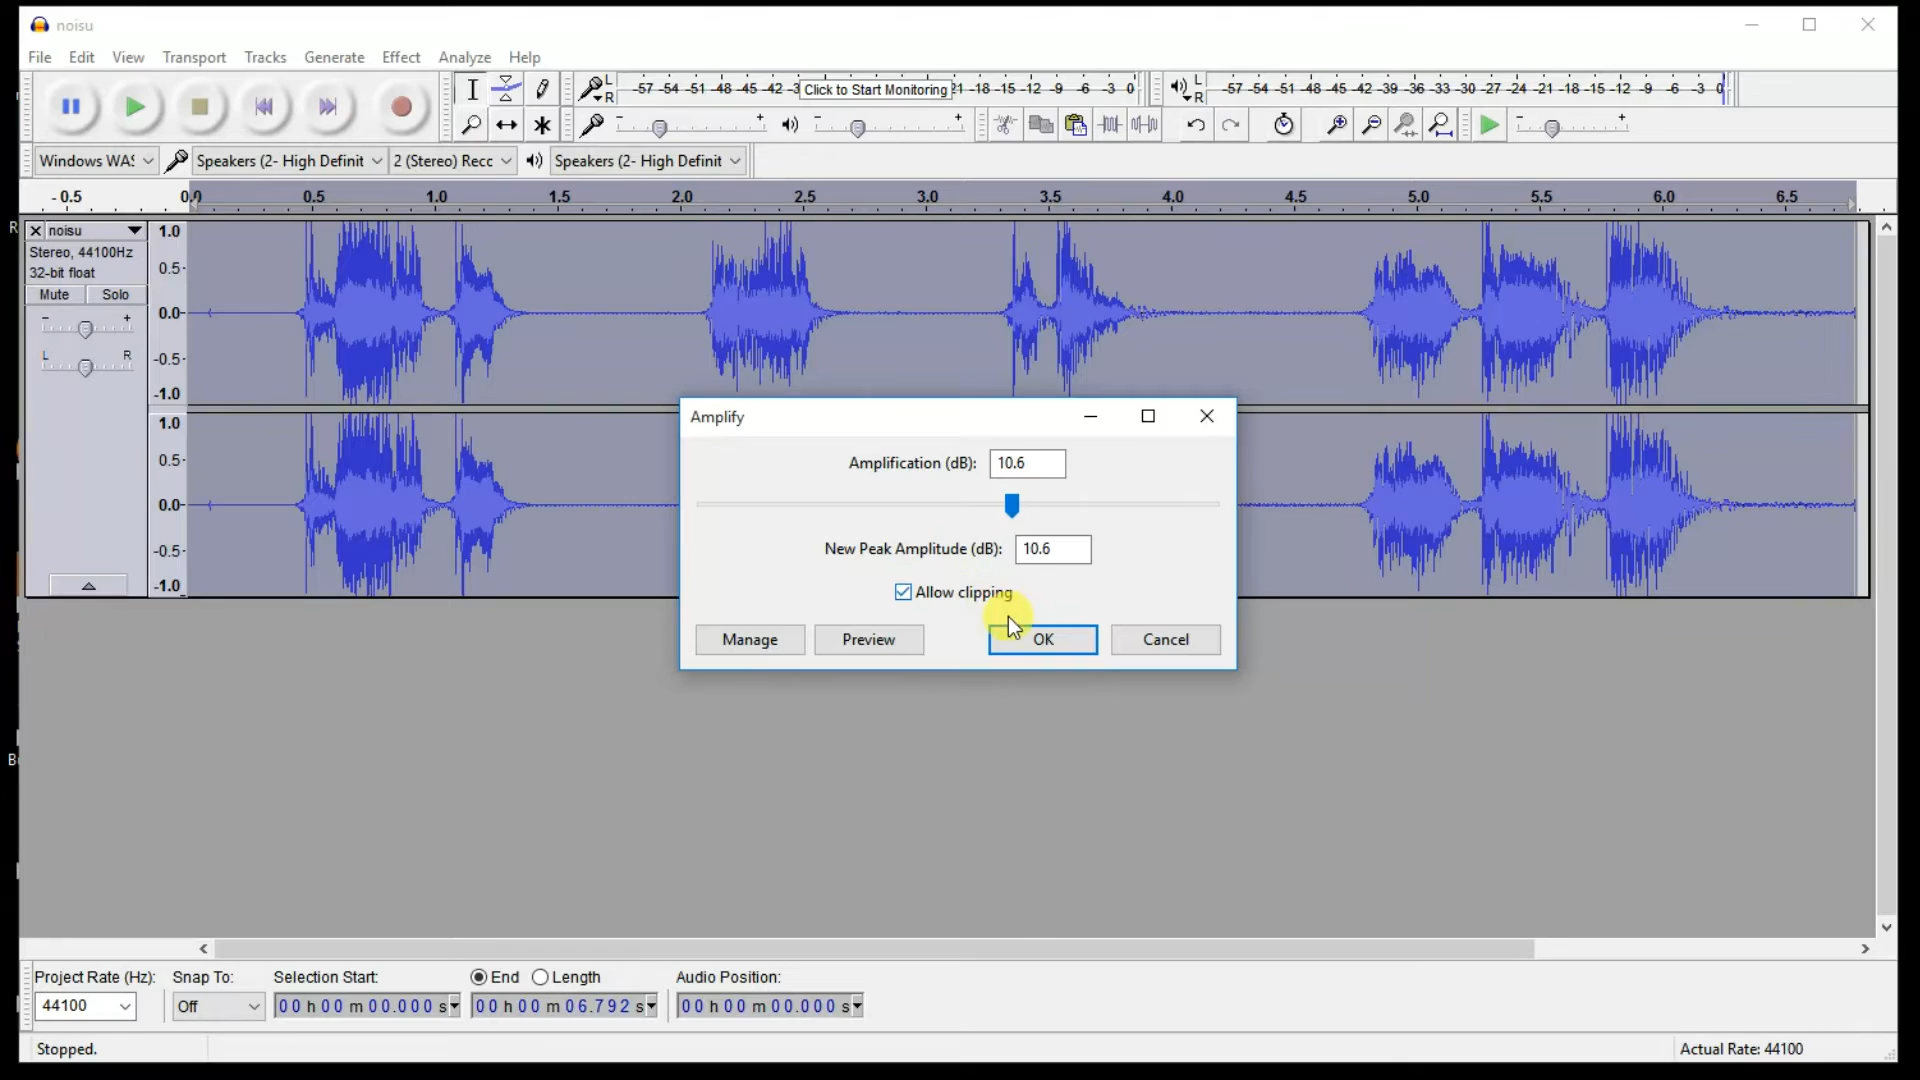 noisu
File Edit View Transport Tracks Generate Effect Analyze Help
L R -57 -54 -51 -48 -45 -42 -3 Click to Start Monitoring 21 -18 -15 -12 -9 -6 -3 0 L R -57 -54 -51 -48 -45 -42 -39 -36 -33 -30 -27 -24 -21 -18 -15 -12 -9 -6 -3 0
- + - + - +
Windows WAS Speakers (2- High Definit 2 (Stereo) Recc Speakers (2- High Definit
-0.5 0.0 0.5 1.0 1.5 2.0 2.5 3.0 3.5 4.0 4.5 5.0 5.5 6.0 6.5
noisu 1.0
Stereo, 44100Hz
0.5
32-bit float
Mute Solo
0.0
- +
L R
-0.5
-1.0
1.0
0.5
0.0
-0.5
-1.0
Amplify
Amplification (dB): 10.6
New Peak Amplitude (dB): 10.6
Allow clipping
Manage Preview OK Cancel
Project Rate (Hz): Snap To: Selection Start: End Length Audio Position:
44100 Off 00 h 00 m 00.000 s 00 h 00 m 06.792 s 00 h 00 m 00.000 s
Stopped. Actual Rate: 44100